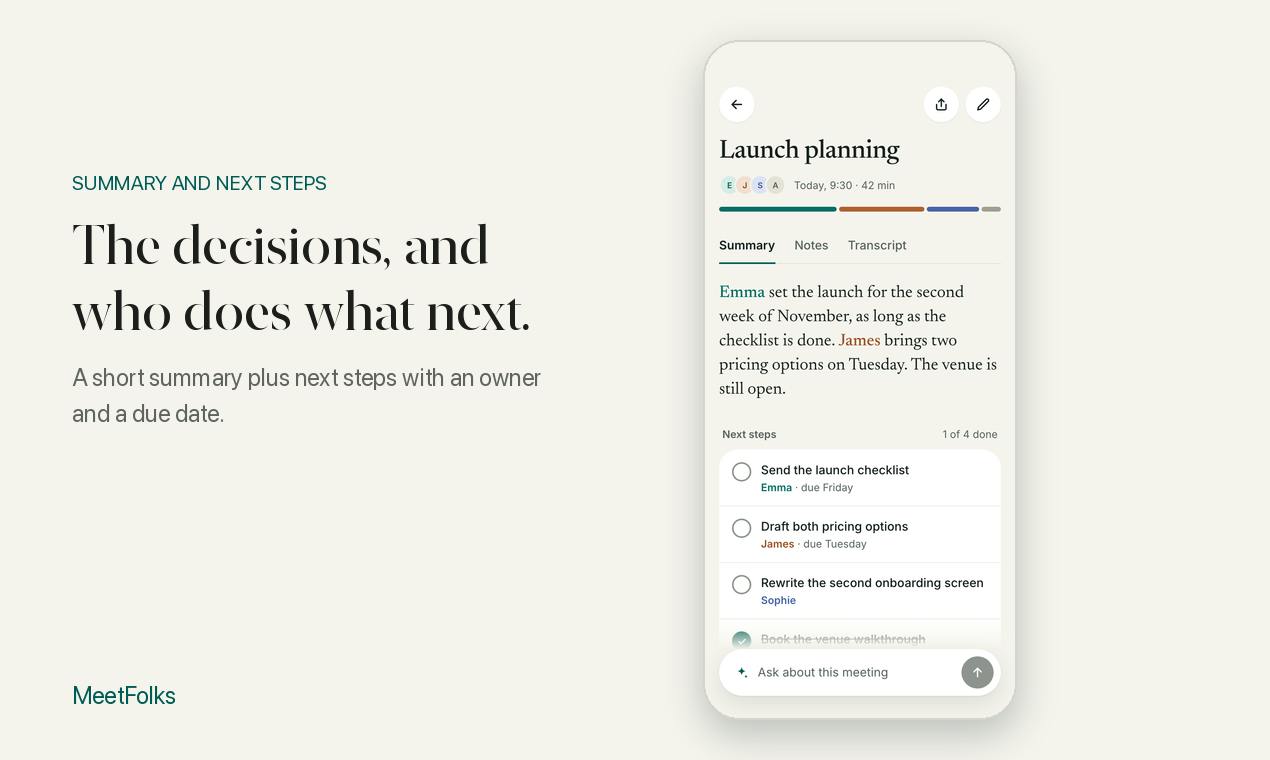 SUMMARY AND NEXT STEPS
The decisions, and
who does what next.
A short summary plus next steps with an owner
and a due date.
MeetFolks
Launch planning
E J S A Today, 9:30 · 42 min
Summary Notes Transcript
Emma set the launch for the second
week of November, as long as the
checklist is done. James brings two
pricing options on Tuesday. The venue is
still open.
Next steps 1 of 4 done
Send the launch checklist
Emma · due Friday
Draft both pricing options
James · due Tuesday
Rewrite the second onboarding screen
Sophie
Book the venue walkthrough
Ask about this meeting